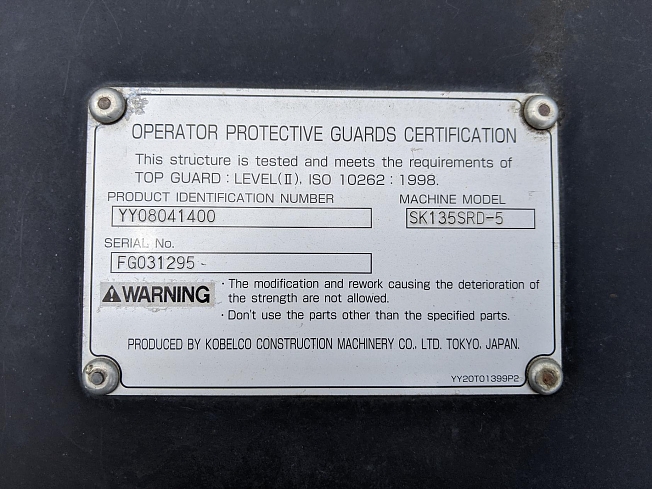 OPERATOR PROTECTIVE GUARDS CERTIFICATION
This structure is tested and meets the requirements of
TOP GUARD : LEVEL(II), ISO 10262 : 1998.
PRODUCT IDENTIFICATION NUMBER
YY08041400
MACHINE MODEL
SK135SRD-5
SERIAL No.
FG031295-
WARNING
· The modification and rework causing the deterioration of
the strength are not allowed.
· Don't use the parts other than the specified parts.
PRODUCED BY KOBELCO CONSTRUCTION MACHINERY CO., LTD. TOKYO, JAPAN.
YY20T01399P2